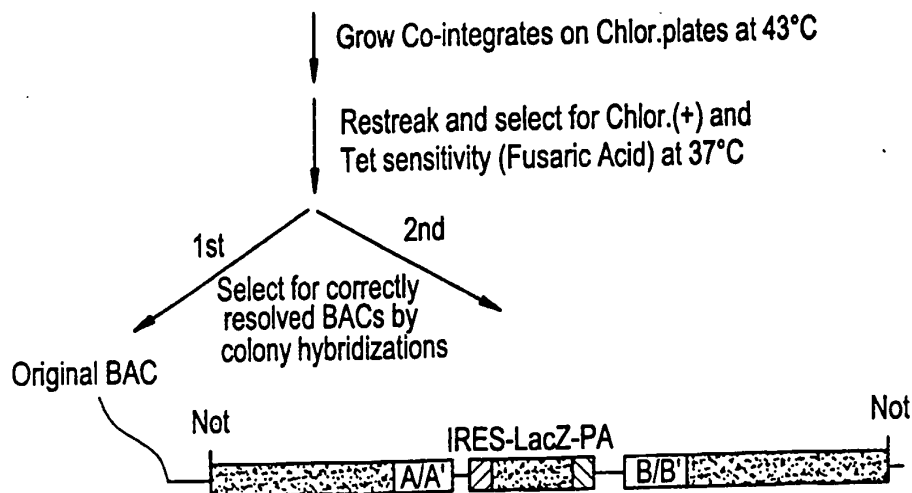 Grow Co-integrates on Chlor.plates at 43°C
Restreak and select for Chlor.(+) and
Tet sensitivity (Fusaric Acid) at 37°C
1st
2nd
Select for correctly
resolved BACs by
colony hybridizations
Original BAC
Not
IRES-LacZ-PA
Not
A/A'
B/B'